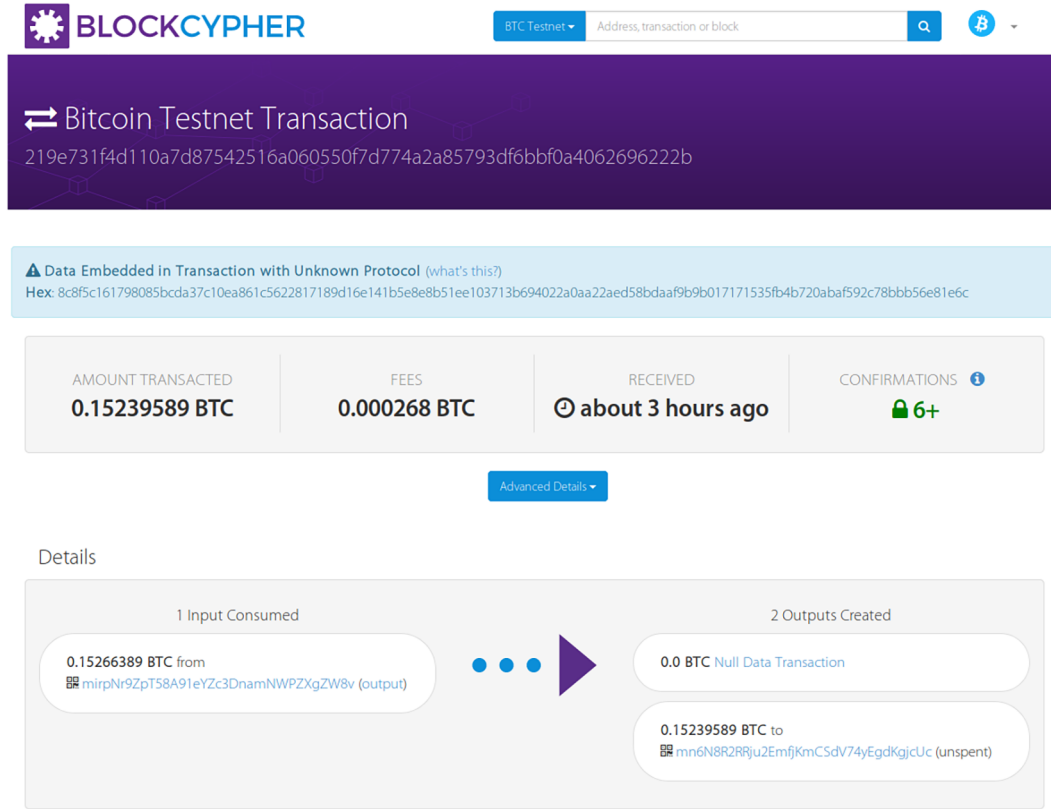 BLOCKCYPHER
BTC Testnet
Address, transaction or block
Bitcoin Testnet Transaction
219e731f4d110a7d87542516a060550f7d774a2a85793df6bbf0a4062696222b
Data Embedded in Transaction with Unknown Protocol (what's this?)
Hex: 8c8f5c161798085bcda37c10ea861c5622817189d16e141b5e8e8b51ee103713b694022a0aa22aed58bdaaf9b9b017171535fb4b720abaf592c78bbb56e81e6c
AMOUNT TRANSACTED
0.15239589 BTC
FEES
0.000268 BTC
RECEIVED
about 3 hours ago
CONFIRMATIONS
6+
Advanced Details
Details
1 Input Consumed
0.15266389 BTC from
mirpNr9ZpT58A91eYZc3DnamNWPZXgZW8v (output)
2 Outputs Created
0.0 BTC Null Data Transaction
0.15239589 BTC to
mn6N8R2RRju2EmfjKmCSdV74yEgdKgjcUc (unspent)